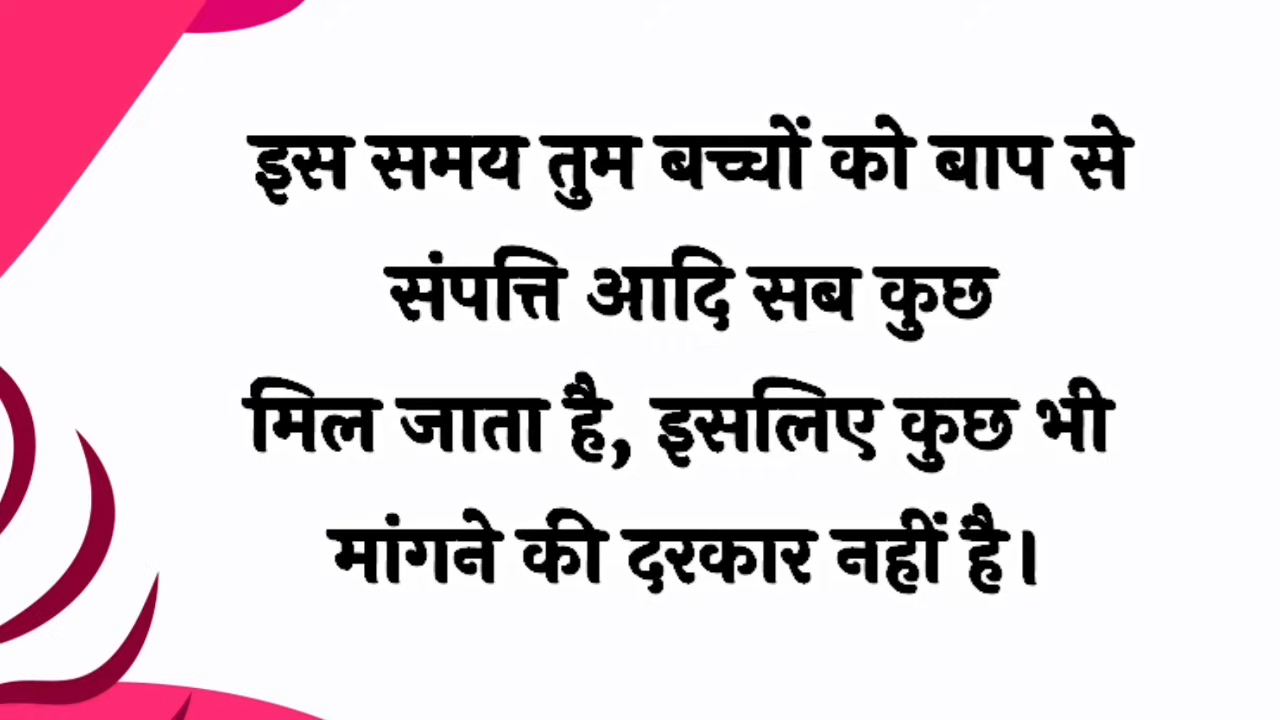 इस समय तुम बच्चों को बाप से
संपत्ति आदि सब कुछ
मिल जाता है, इसलिए कुछ भी
मांगने की दरकार नहीं है।